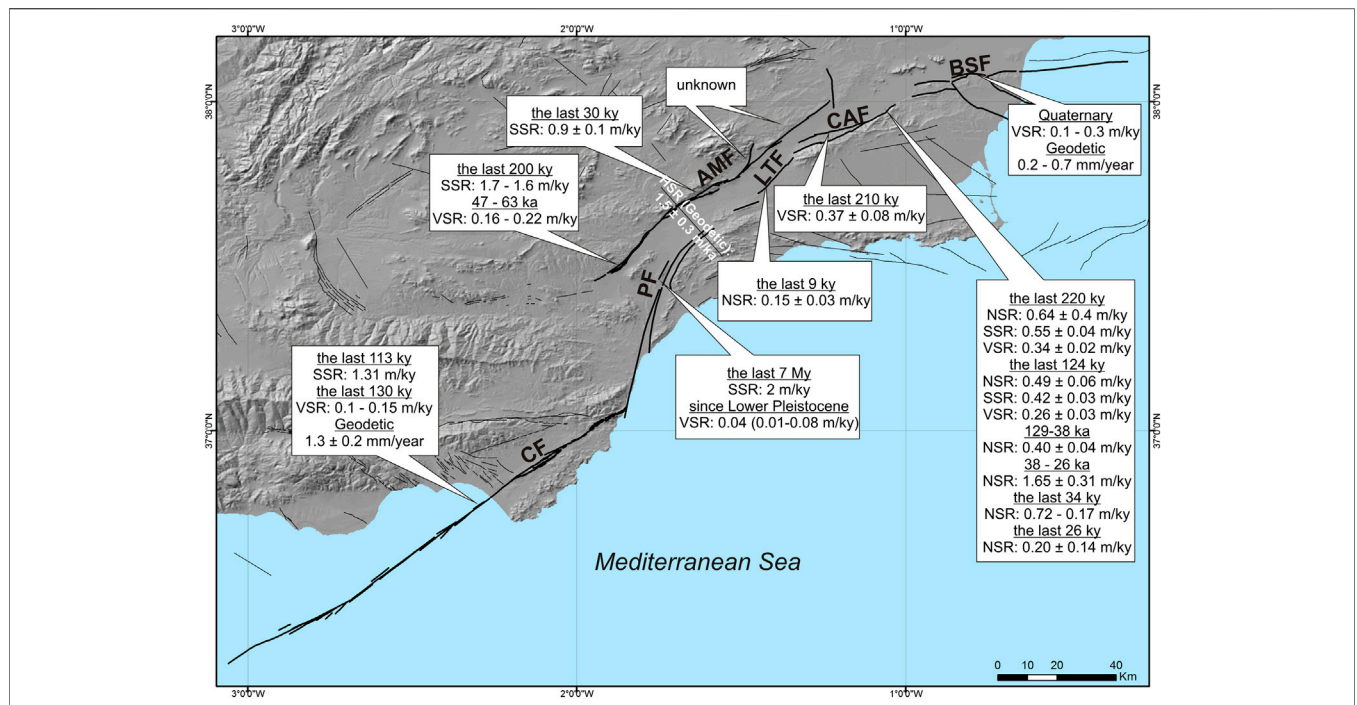 3°0'0"W
2°0'0"W
1°0'0"W
38°0'0"N
37°0'0"N
38°0'0"N
37°0'0"N
unknown
BSF
the last 30 ky
SSR: 0.9 ± 0.1 m/ky
CAF
Quaternary
VSR: 0.1 - 0.3 m/ky
Geodetic
0.2 - 0.7 mm/year
the last 200 ky
SSR: 1.7 - 1.6 m/ky
47 - 63 ka
VSR: 0.16 - 0.22 m/ky
AMF
LTF
HSR (Geodetic):
1.5 ± 0.3 m/ka
the last 210 ky
VSR: 0.37 ± 0.08 m/ky
PF
the last 9 ky
NSR: 0.15 ± 0.03 m/ky
the last 220 ky
NSR: 0.64 ± 0.4 m/ky
SSR: 0.55 ± 0.04 m/ky
VSR: 0.34 ± 0.02 m/ky
the last 124 ky
NSR: 0.49 ± 0.06 m/ky
SSR: 0.42 ± 0.03 m/ky
VSR: 0.26 ± 0.03 m/ky
129-38 ka
NSR: 0.40 ± 0.04 m/ky
38 - 26 ka
NSR: 1.65 ± 0.31 m/ky
the last 34 ky
NSR: 0.72 - 0.17 m/ky
the last 26 ky
NSR: 0.20 ± 0.14 m/ky
the last 113 ky
SSR: 1.31 m/ky
the last 130 ky
VSR: 0.1 - 0.15 m/ky
Geodetic
1.3 ± 0.2 mm/year
the last 7 My
SSR: 2 m/ky
since Lower Pleistocene
VSR: 0.04 (0.01-0.08 m/ky)
CF
Mediterranean Sea
0 10 20 40
Km
3°0'0"W
2°0'0"W
1°0'0"W